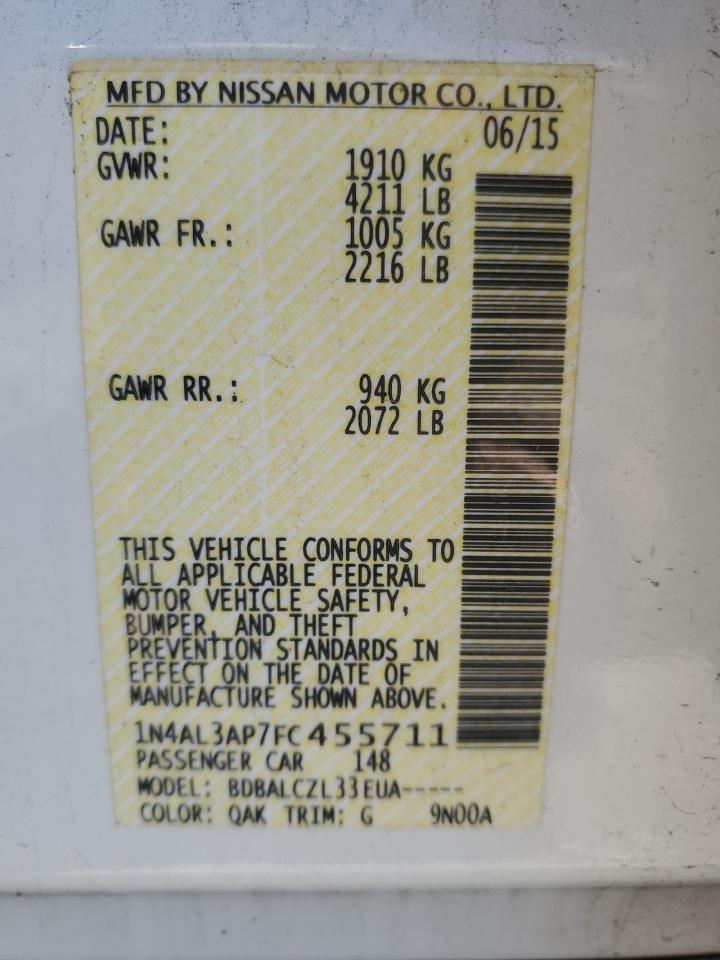 MFD BY NISSAN MOTOR CO., LTD.
DATE: 06/15
GVWR: 1910 KG
4211 LB
GAWR FR.: 1005 KG
2216 LB
GAWR RR.: 940 KG
2072 LB
THIS VEHICLE CONFORMS TO
ALL APPLICABLE FEDERAL
MOTOR VEHICLE SAFETY,
BUMPER, AND THEFT
PREVENTION STANDARDS IN
EFFECT ON THE DATE OF
MANUFACTURE SHOWN ABOVE.
1N4AL3AP7FC455711
PASSENGER CAR 148
MODEL: BDBALCZL33EUA-----
COLOR: QAK TRIM: G 9N00A